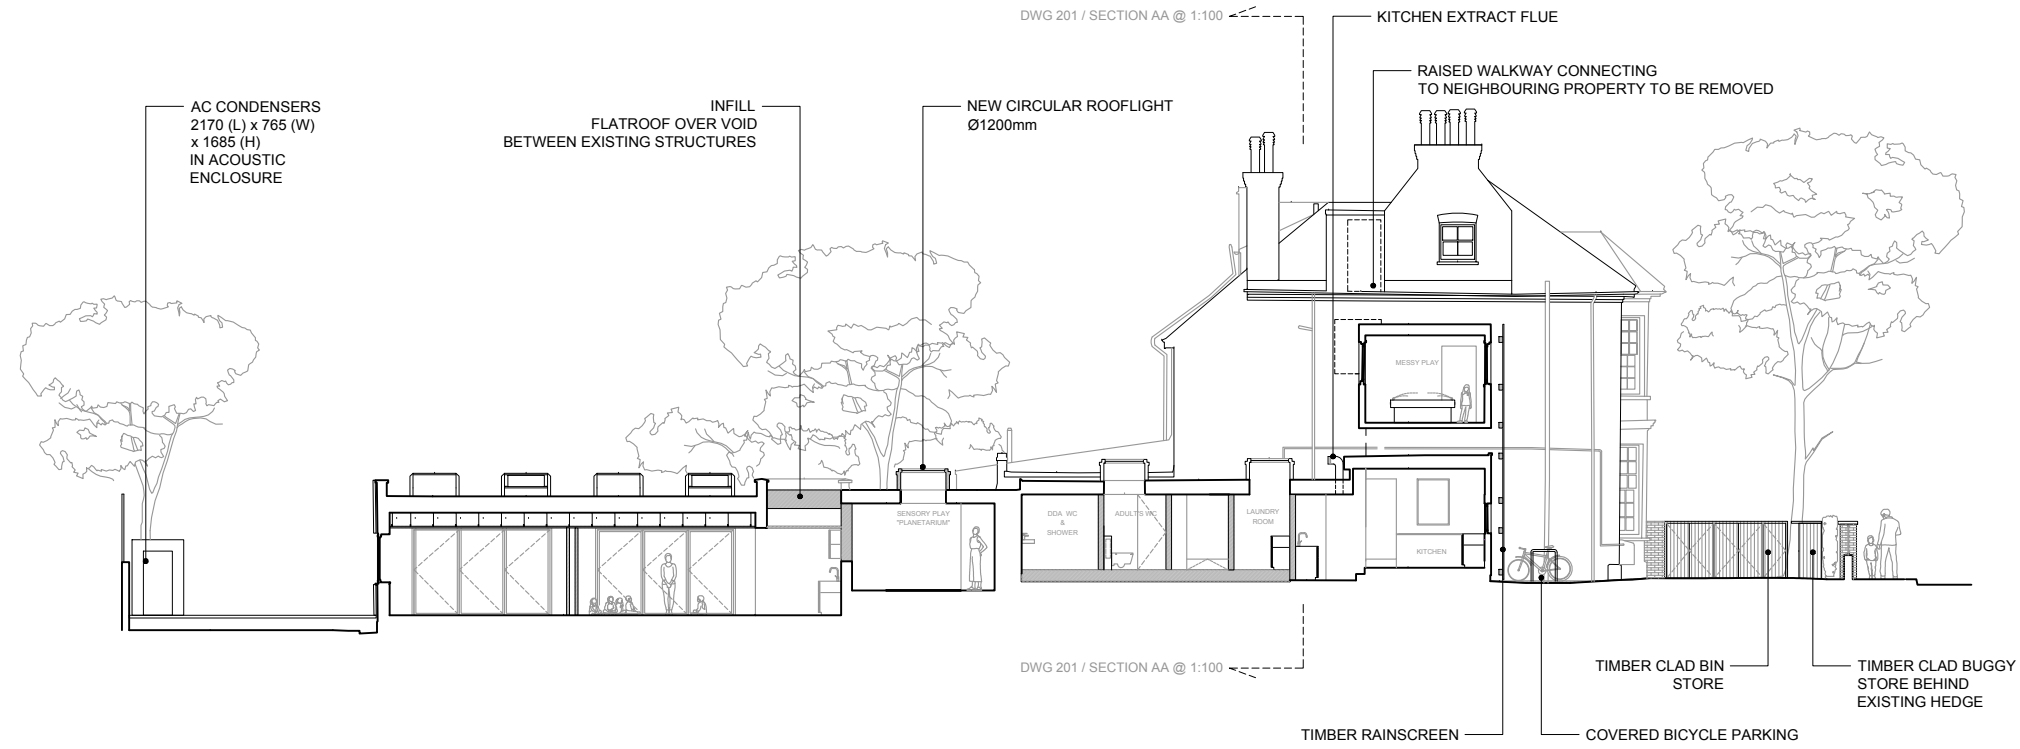 DWG 201 / SECTION AA @ 1:100
KITCHEN EXTRACT FLUE
RAISED WALKWAY CONNECTING
TO NEIGHBOURING PROPERTY TO BE REMOVED
AC CONDENSERS
2170 (L) x 765 (W)
x 1685 (H)
IN ACOUSTIC
ENCLOSURE
INFILL
FLATROOF OVER VOID
BETWEEN EXISTING STRUCTURES
NEW CIRCULAR ROOFLIGHT
Ø1200mm
MESSY PLAY
SENSORY PLAY
"PLANETARIUM"
DDA WC
&
SHOWER
ADULT'S WC
LAUNDRY
ROOM
KITCHEN
DWG 201 / SECTION AA @ 1:100
TIMBER CLAD BIN
STORE
TIMBER CLAD BUGGY
STORE BEHIND
EXISTING HEDGE
TIMBER RAINSCREEN
COVERED BICYCLE PARKING